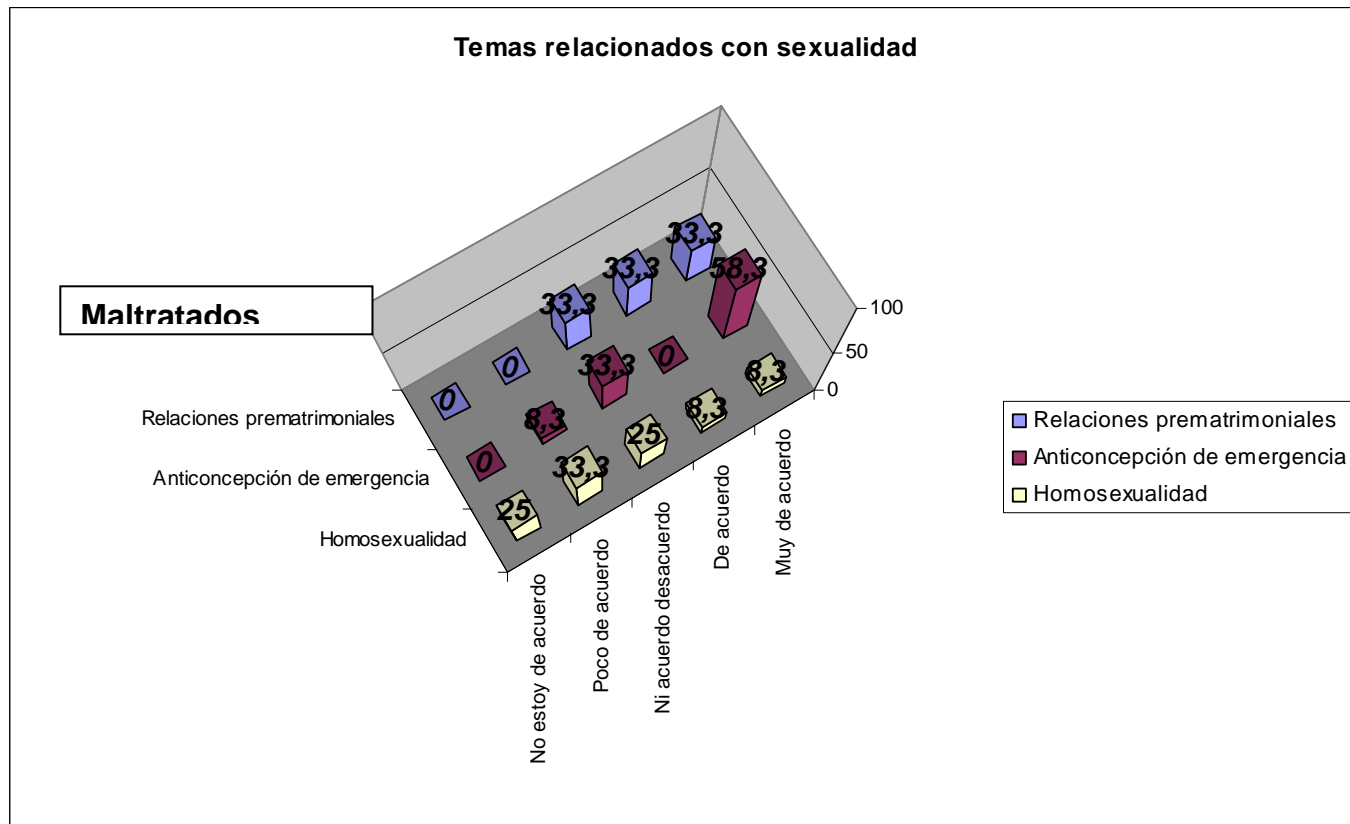 Temas relacionados con sexualidad
Maltratados
33,3
33,3
33,3
0
0
58,3
0
33,3
8,3
0
8,3
8,3
25
33,3
25
100
50
0
Relaciones prematrimoniales
Anticoncepción de emergencia
Homosexualidad
No estoy de acuerdo
Poco de acuerdo
Ni acuerdo desacuerdo
De acuerdo
Muy de acuerdo
Relaciones prematrimoniales
Anticoncepción de emergencia
Homosexualidad